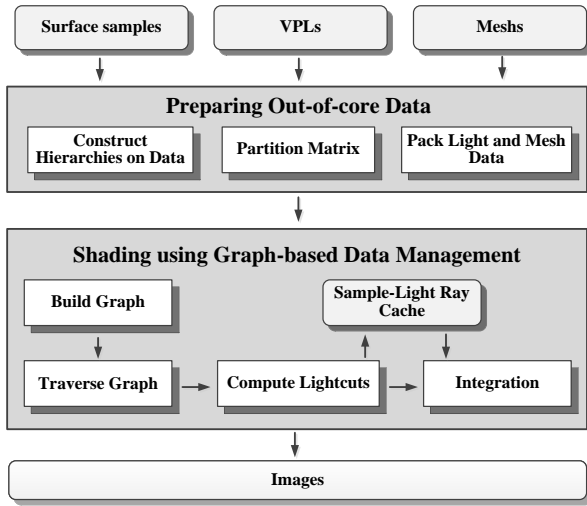 Surface samples
VPLs
Meshs
Preparing Out-of-core Data
Construct
Hierarchies on Data
Partition Matrix
Pack Light and Mesh
Data
Shading using Graph-based Data Management
Build Graph
Sample-Light Ray
Cache
Traverse Graph
Compute Lightcuts
Integration
Images